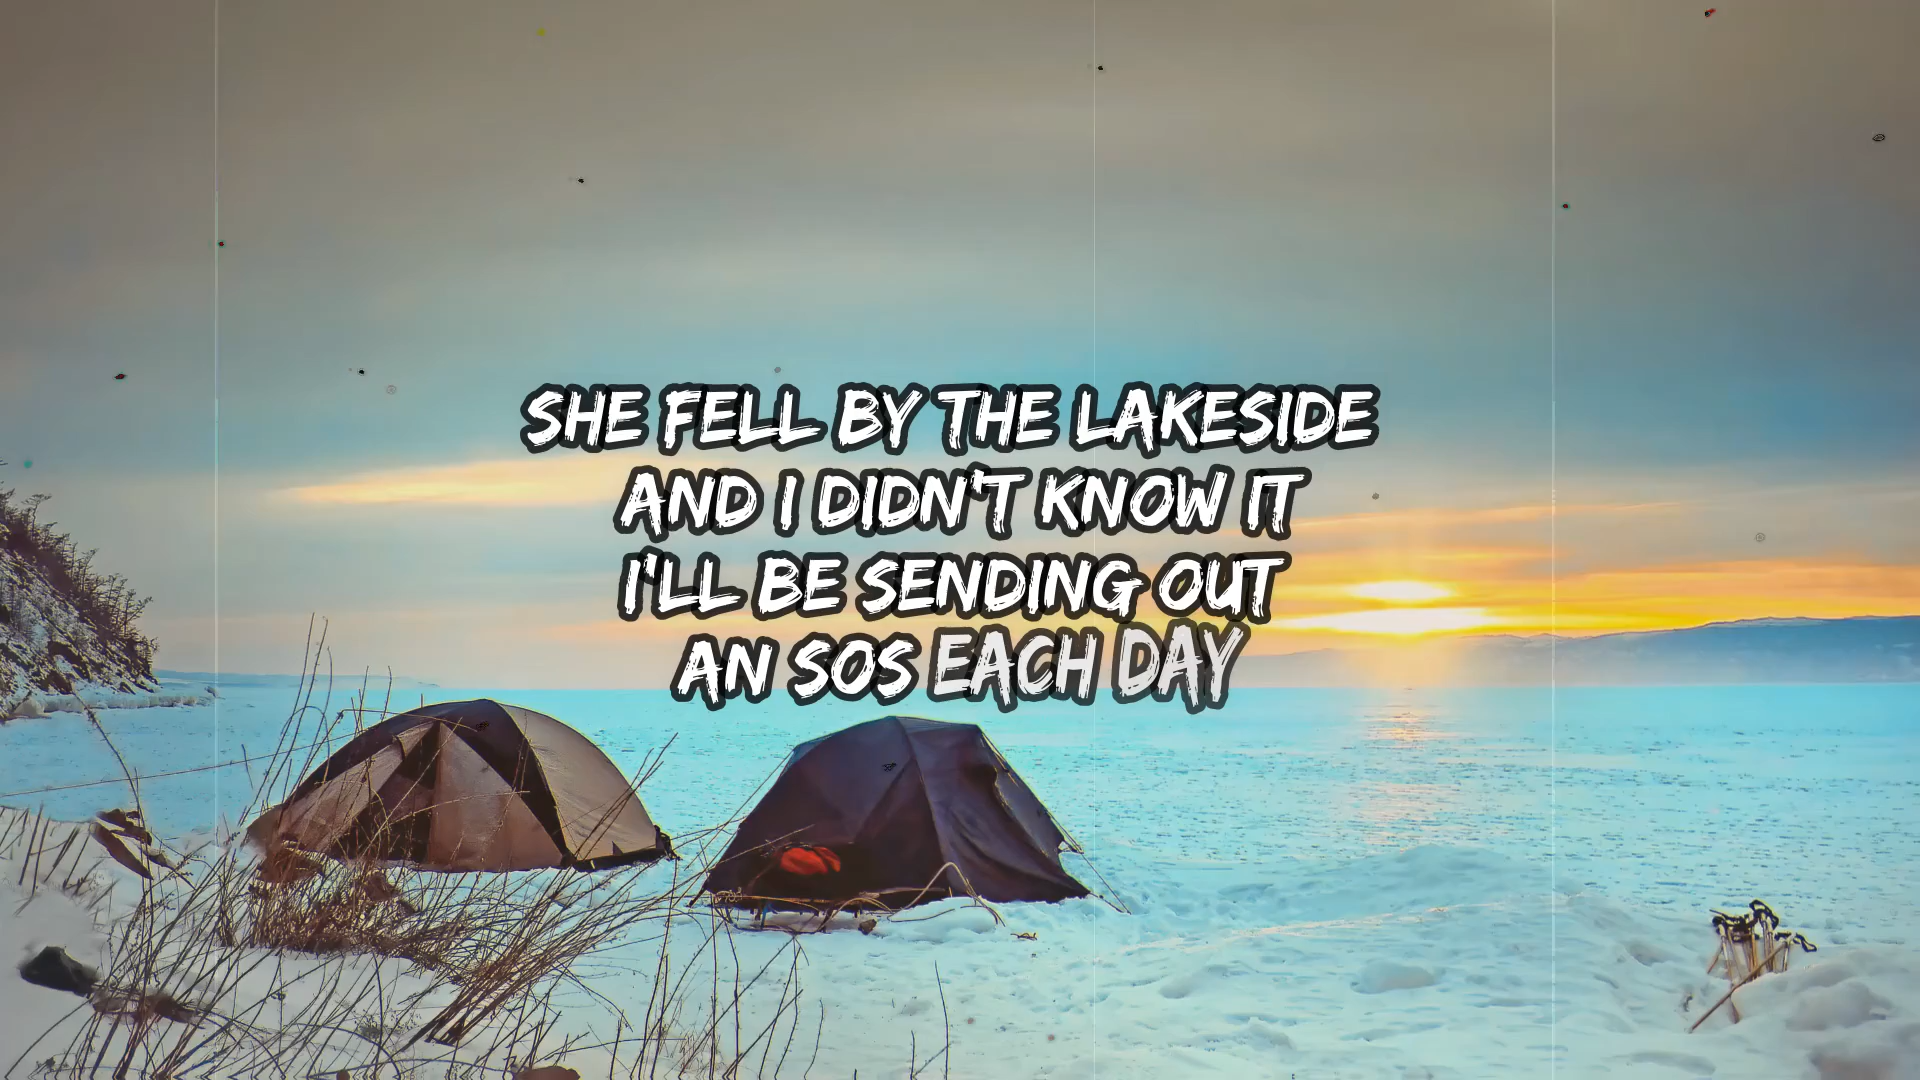 SHE FELL BY THE LAKESIDE
AND I DIDN'T KNOW IT
I'LL BE SENDING OUT
AN SOS EACH DAY